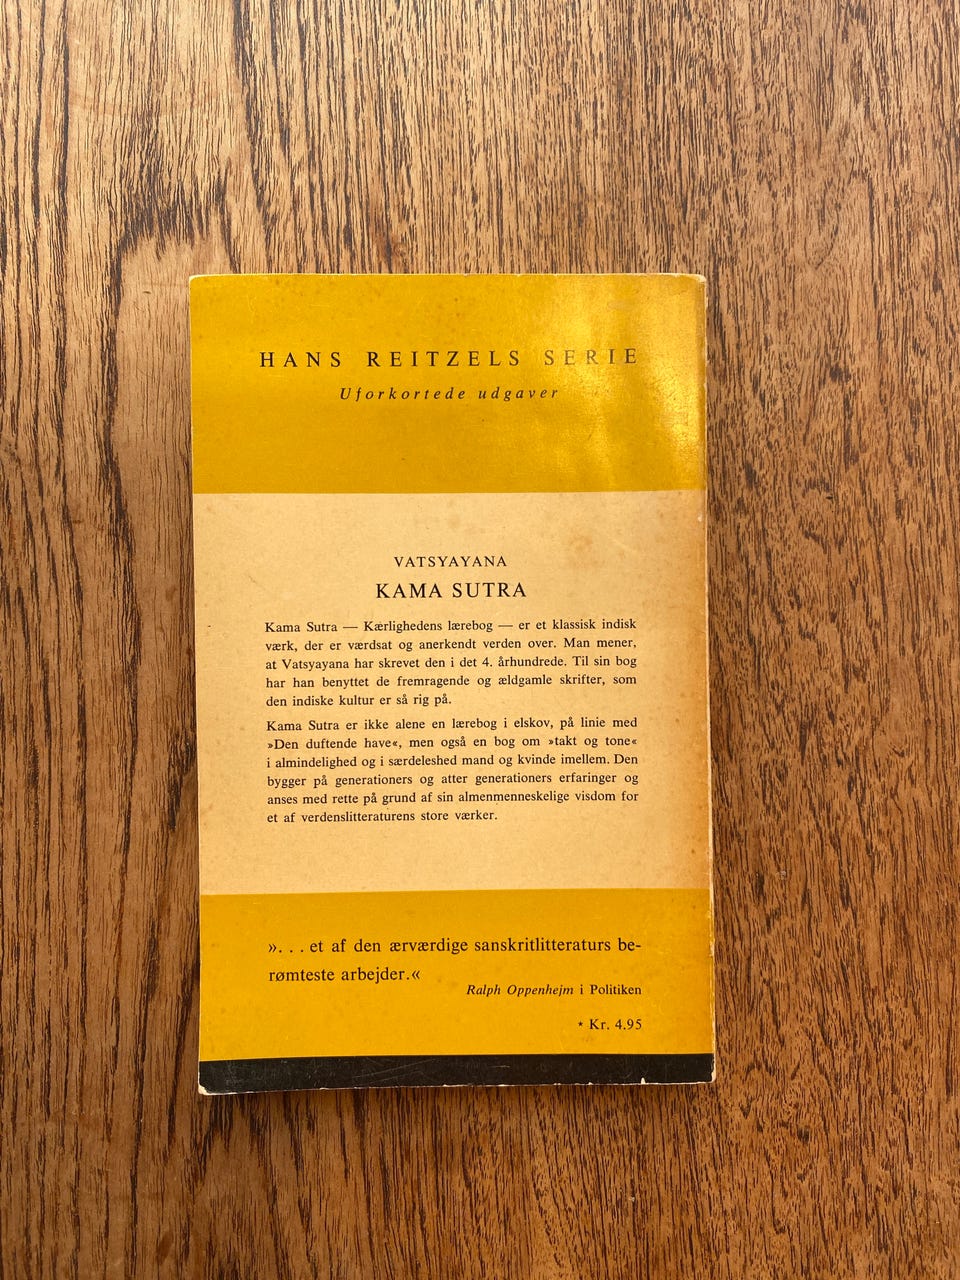 HANS REITZELS SERIE
Uforkortede udgaver
VATSYAYANA
KAMA SUTRA
Kama Sutra — Kærlighedens lærebog — er et klassisk indisk
værk, der er værdsat og anerkendt verden over. Man mener,
at Vatsyayana har skrevet den i det 4. århundrede. Til sin bog
har han benyttet de fremragende og ældgamle skrifter, som
den indiske kultur er så rig på.
Kama Sutra er ikke alene en lærebog i elskov, på linie med
»Den duftende have«, men også en bog om »takt og tone«
i almindelighed og i særdeleshed mand og kvinde imellem. Den
bygger på generationers og atter generationers erfaringer og
anses med rette på grund af sin almenmenneskelige visdom for
et af verdenslitteraturens store værker.
». . . et af den ærværdige sanskritlitteraturs be-
rømteste arbejder.«
Ralph Oppenhejm i Politiken
⋆ Kr. 4.95